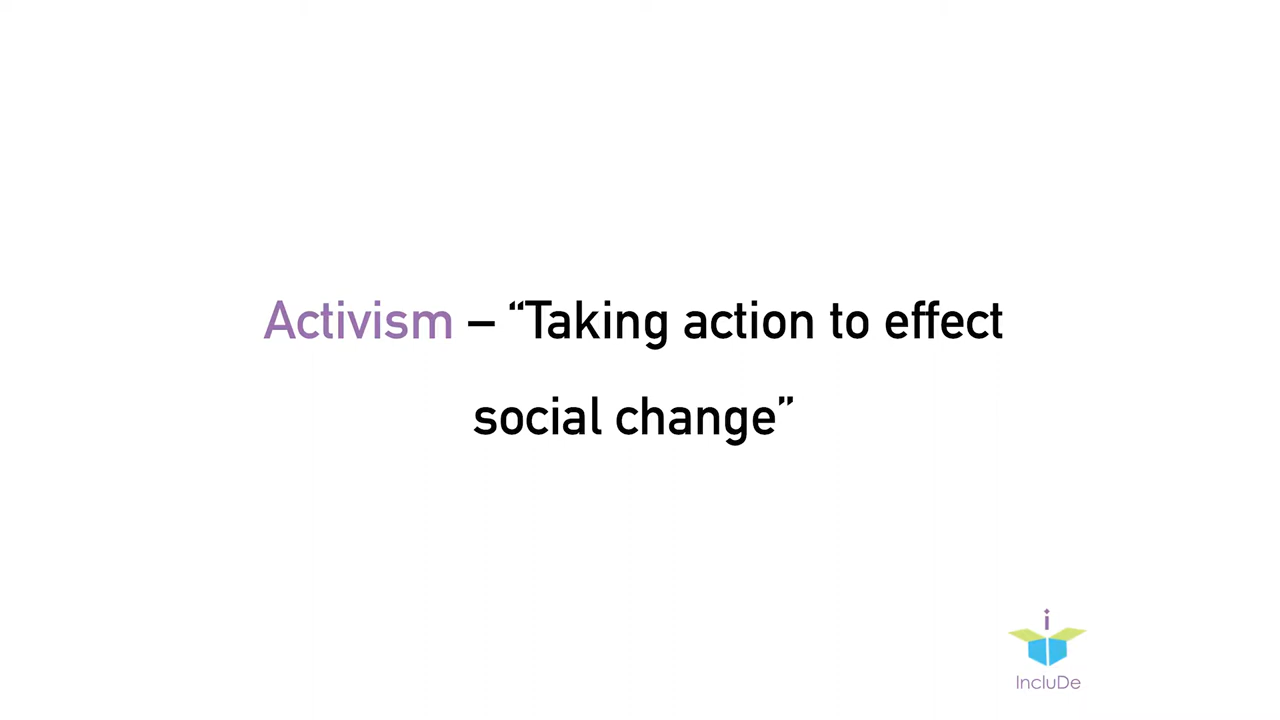 Activism – “Taking action to effect
social change”
i
IncluDe